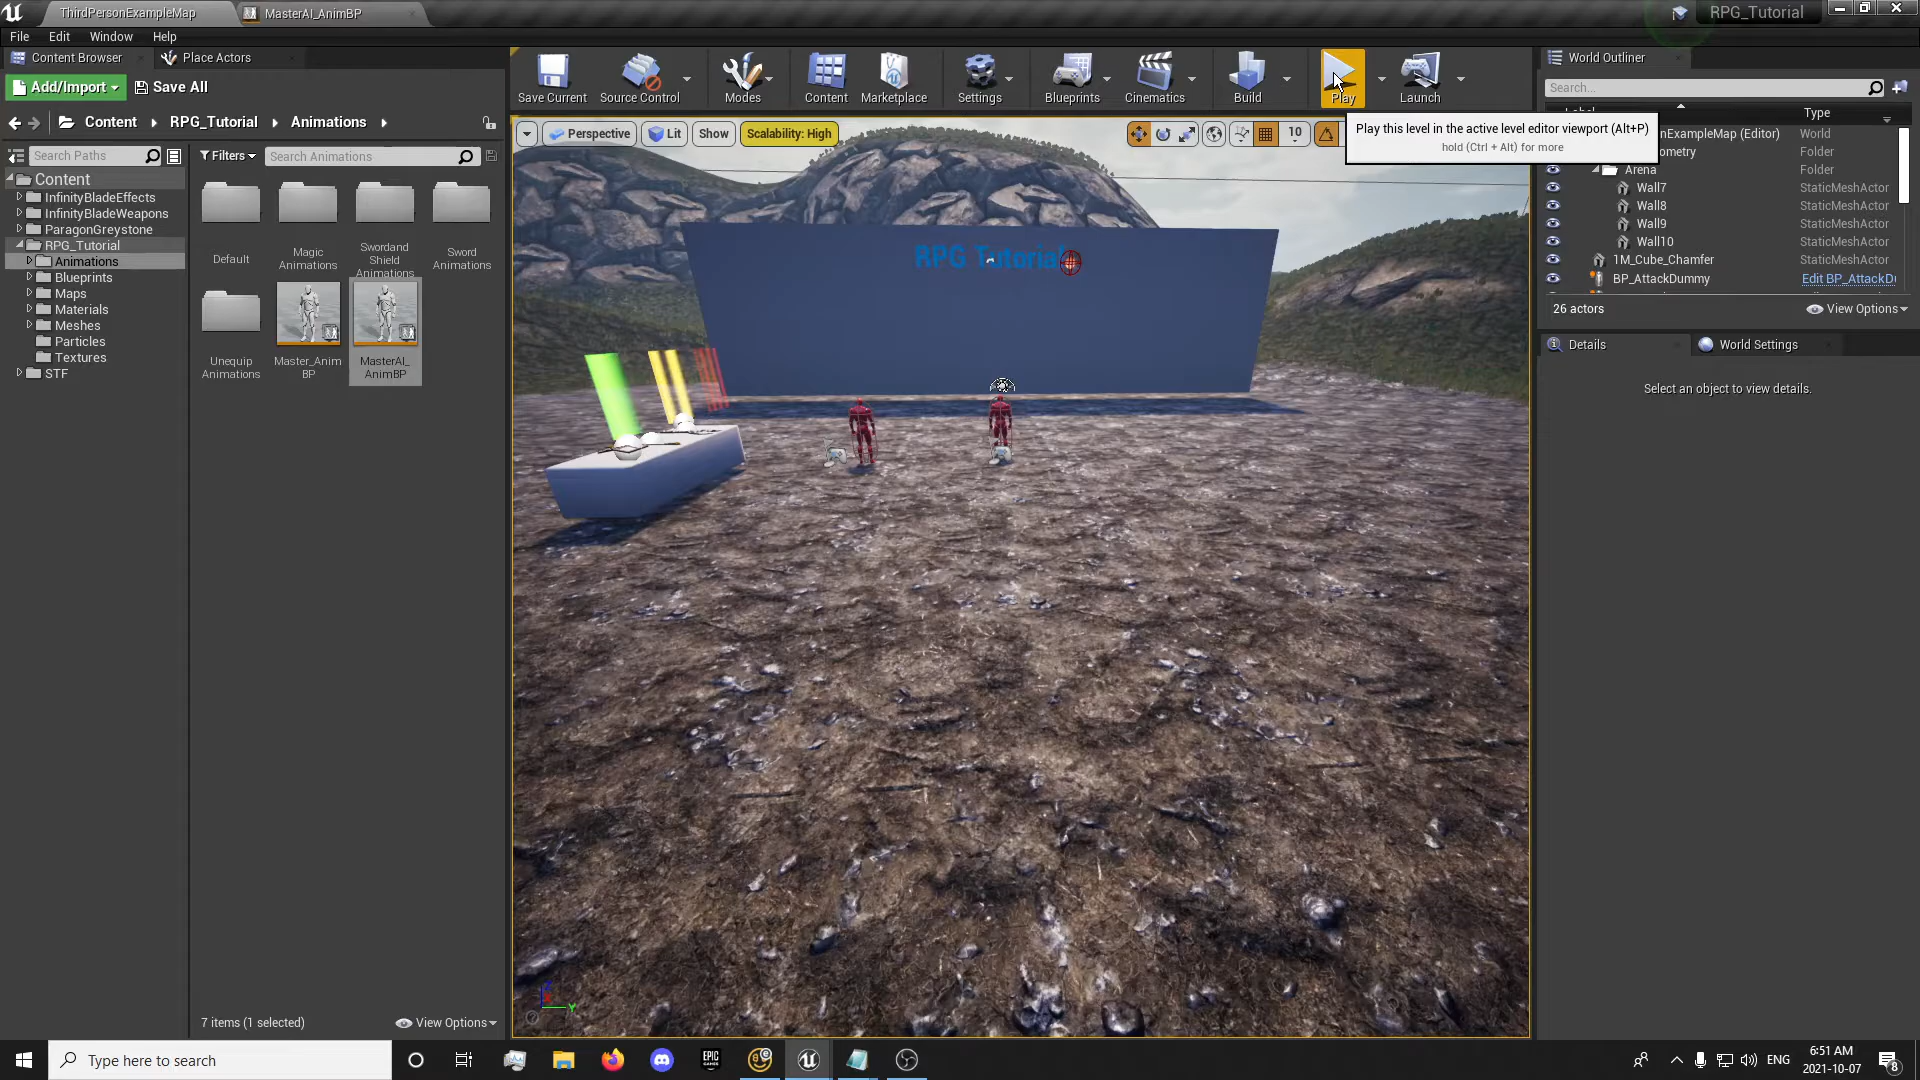 ThirdPersonExampleMap
MasterAI_AnimBP
RPG_Tutorial
File
Edit
Window
Help
Content Browser
Place Actors
World Outliner
Add/Import
Save All
Save Current
Source Control
Modes
Content
Marketplace
Settings
Blueprints
Cinematics
Build
Play
Launch
Search...
Content
RPG_Tutorial
Animations
Label
Type
Perspective
Lit
Show
Scalability: High
10
Play this level in the active level editor viewport (Alt+P)
hold (Ctrl + Alt) for more
nExampleMap (Editor)
World
ometry
Folder
Arena
Folder
Wall7
StaticMeshActor
Wall8
StaticMeshActor
Wall9
StaticMeshActor
Wall10
StaticMeshActor
1M_Cube_Chamfer
StaticMeshActor
BP_AttackDummy
Edit BP_AttackD
26 actors
View Options
Details
World Settings
Select an object to view details.
Search Paths
Filters
Search Animations
Content
InfinityBladeEffects
InfinityBladeWeapons
ParagonGreystone
RPG_Tutorial
Animations
Blueprints
Maps
Materials
Meshes
Particles
Textures
STF
Default
Magic
Animations
Swordand
Shield
Animations
Sword
Animations
Unequip
Animations
Master_Anim
BP
MasterAI_
AnimBP
7 items (1 selected)
View Options
RPG Tutorial
Z
Y
Type here to search
EPIC
GAMES
ENG
6:51 AM
2021-10-07
8